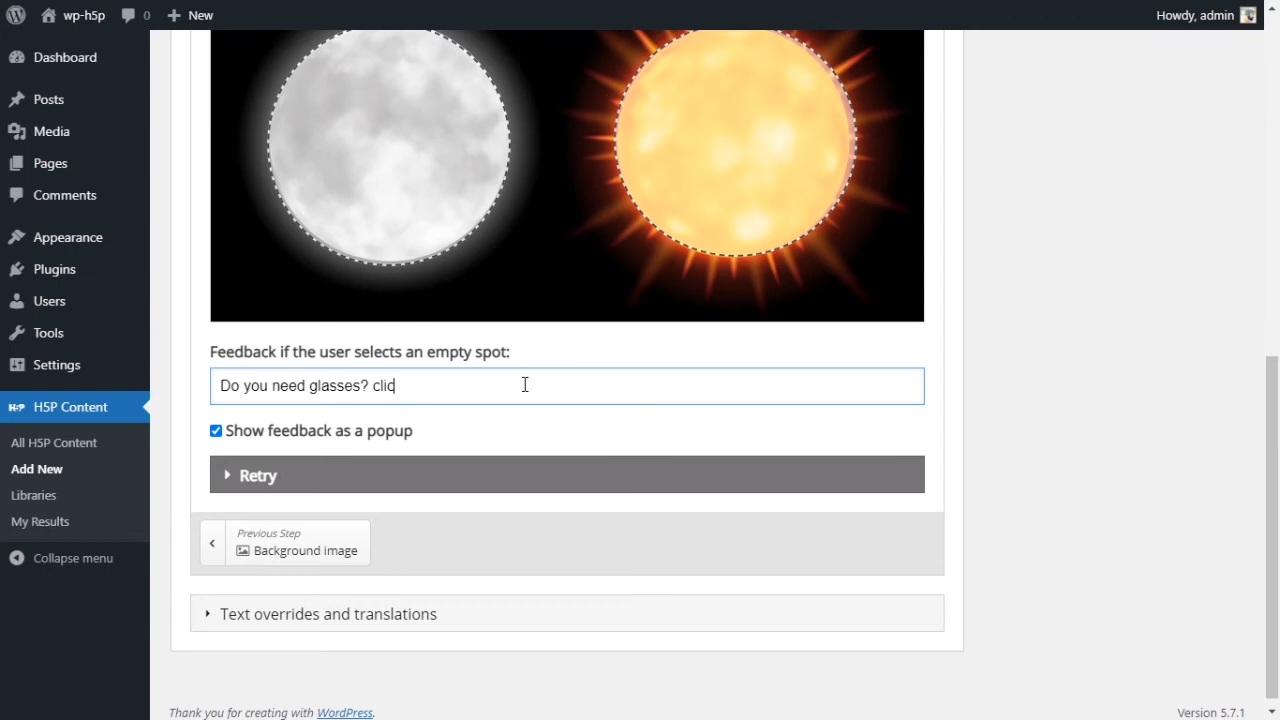 wp-h5p 0 New Howdy, admin
Dashboard
Posts
Media
Pages
Comments
Appearance
Plugins
Users
Tools
Settings
H5P H5P Content
All H5P Content
Add New
Libraries
My Results
Collapse menu
Feedback if the user selects an empty spot:
Do you need glasses? clic
Show feedback as a popup
Retry
Previous Step
Background image
Text overrides and translations
Thank you for creating with WordPress. Version 5.7.1